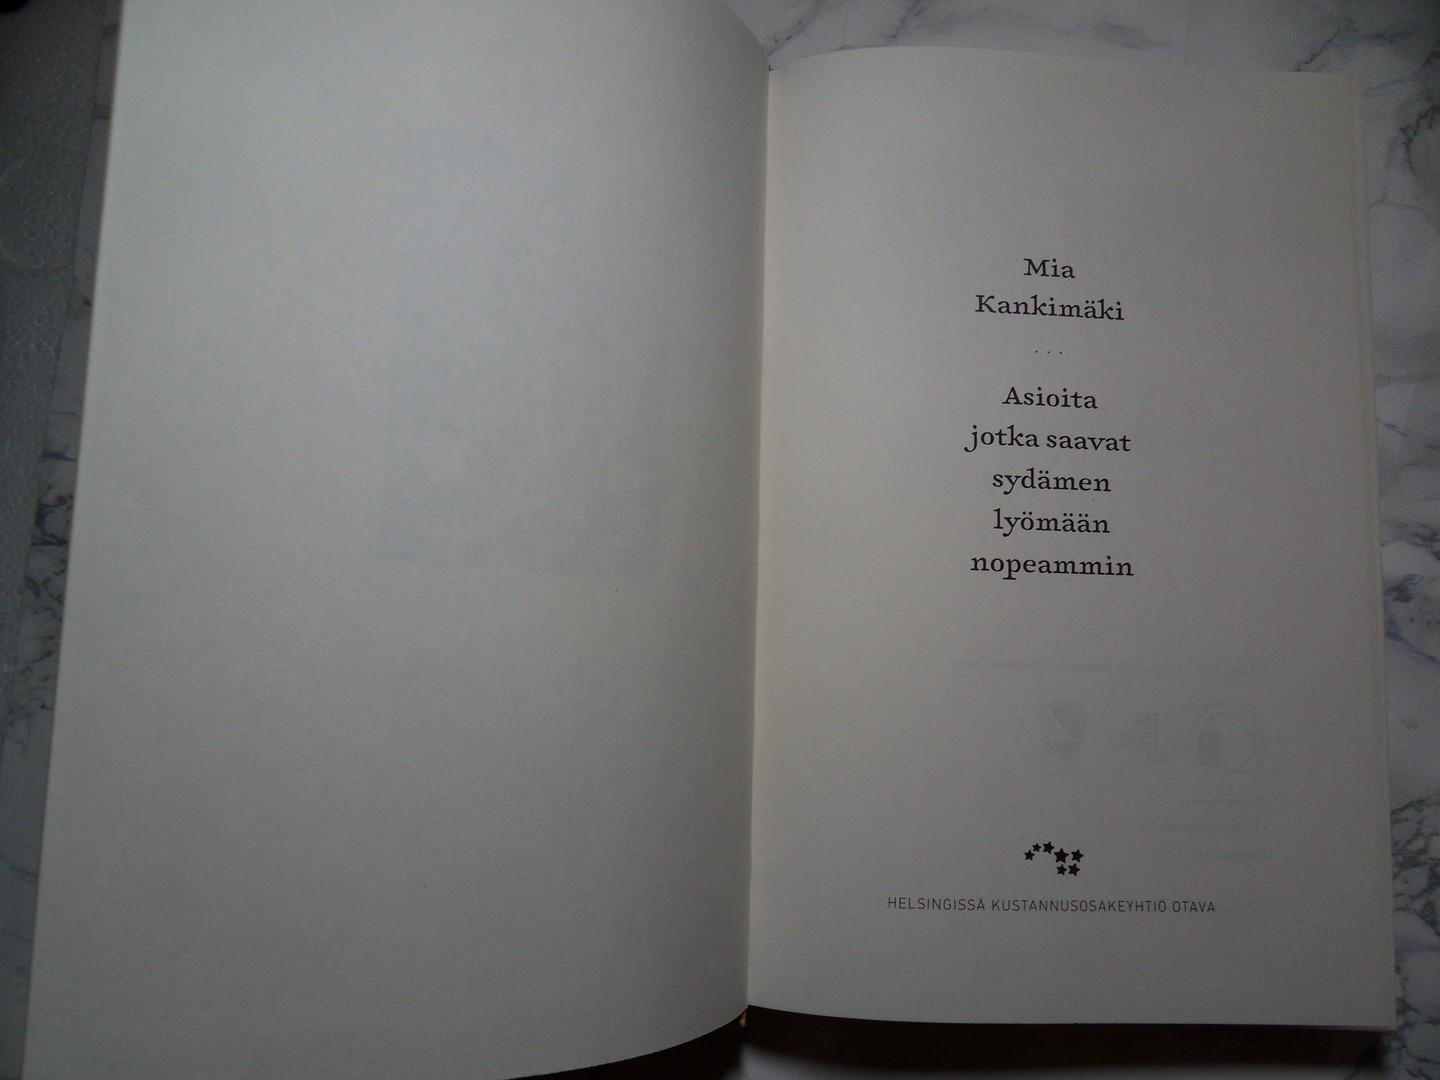 Mia
Kankimäki
...
Asioita
jotka saavat
sydämen
lyömään
nopeammin
HELSINGISSÄ KUSTANNUSOSAKEYHTIÖ OTAVA